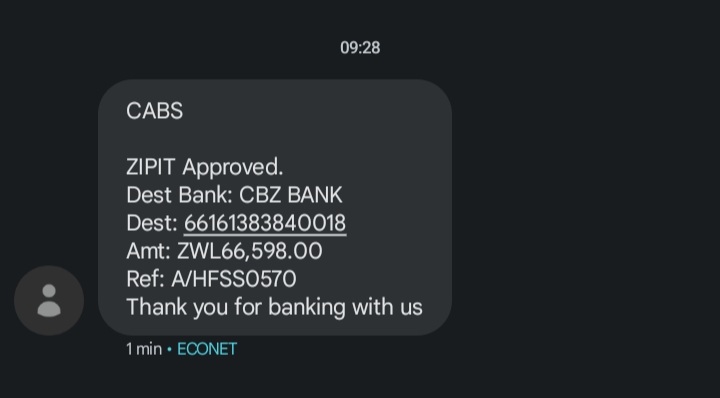 09:28
CABS
ZIPIT Approved.
Dest Bank: CBZ BANK
Dest: 66161383840018
Amt: ZWL66,598.00
Ref: A/HFSS0570
Thank you for banking with us
1 min • ECONET